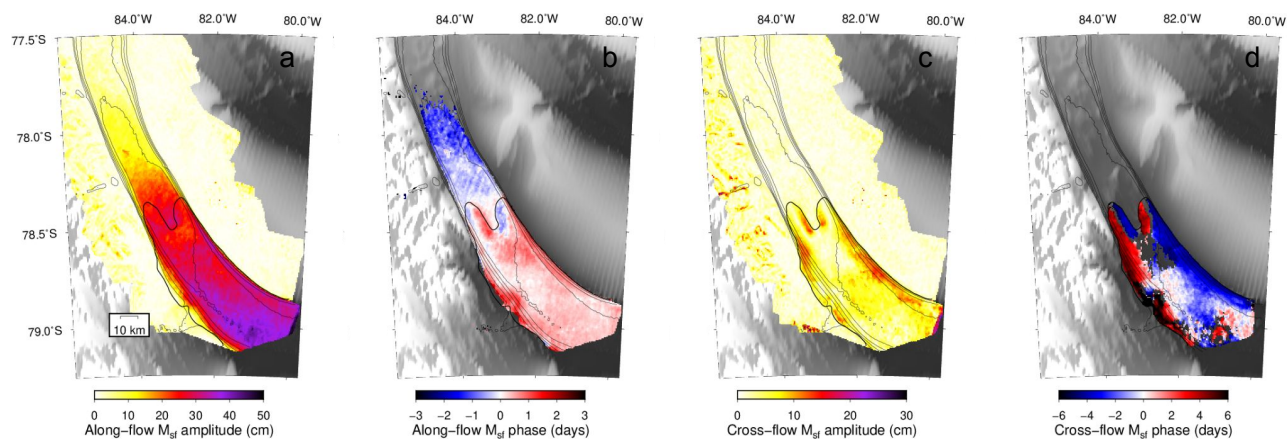 84.0˚W 82.0˚W 80.0˚W 84.0˚W 82.0˚W 80.0˚W 84.0˚W 82.0˚W 80.0˚W 84.0˚W 82.0˚W 80.0˚W
77.5˚S
a b c d
78.0˚S
78.5˚S
79.0˚S
10 km
0 10 20 30 40 50 −3 −2 −1 0 1 2 3 0 10 20 30 −6 −4 −2 0 2 4 6
Along−flow Msf amplitude (cm) Along−flow Msf phase (days) Cross−flow Msf amplitude (cm) Cross−flow Msf phase (days)